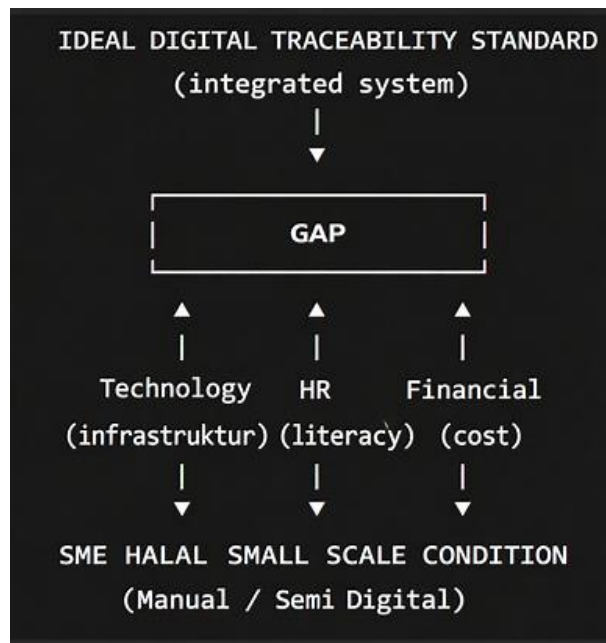 IDEAL DIGITAL TRACEABILITY STANDARD
(integrated system)
GAP
Technology HR Financial
(infrastruktur) (literacy) (cost)
SME HALAL SMALL SCALE CONDITION
(Manual / Semi Digital)